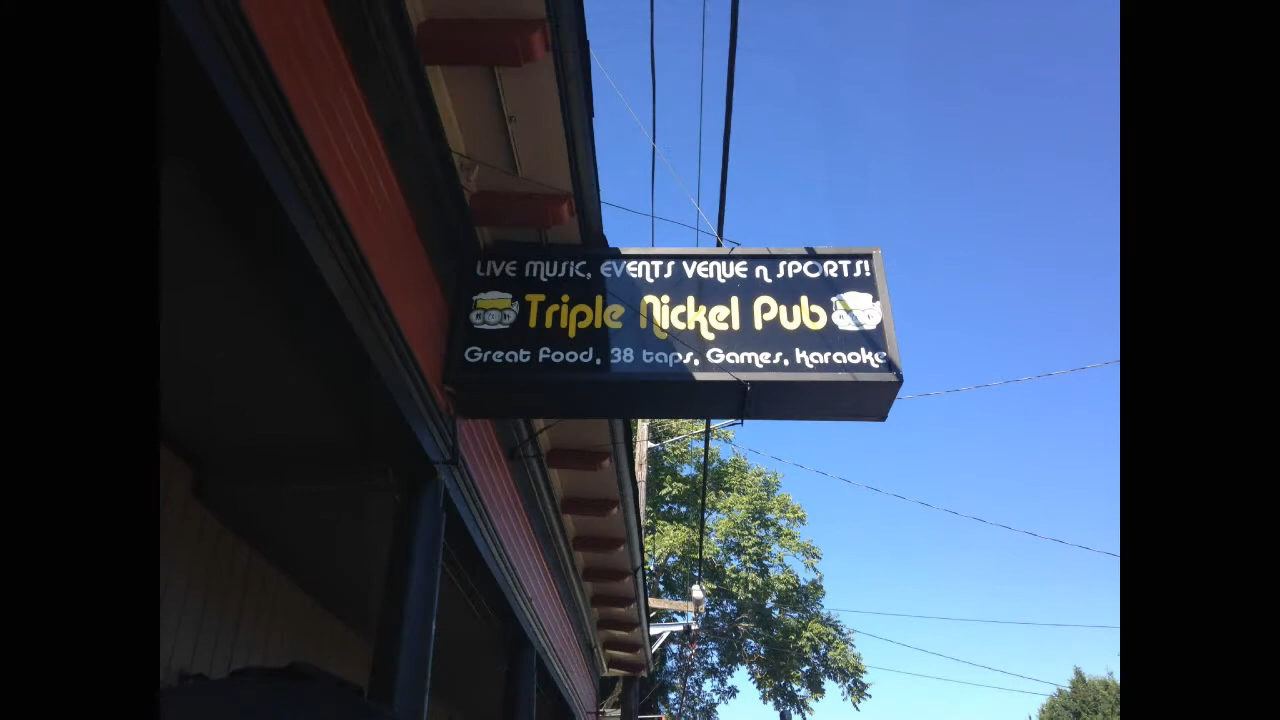 LIVE MUSIC, EVENTS VENUE n SPORTS!
Triple Nickel Pub
Great Food, 38 taps, Games, Karaoke